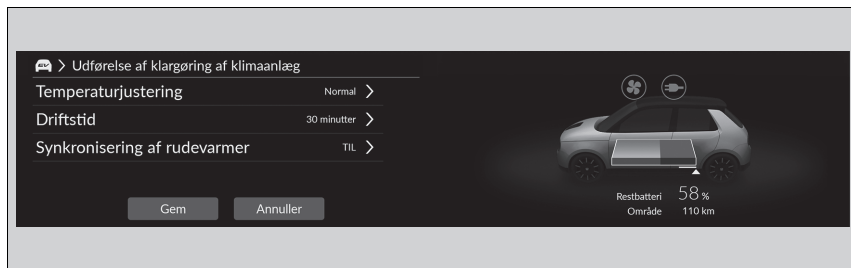 EV > Udførelse af klargøring af klimaanlæg
Temperaturjustering Normal >
Driftstid 30 minutter >
Synkronisering af rudevarmer TIL >
Gem Annuller
Restbatteri 58 %
Område 110 km